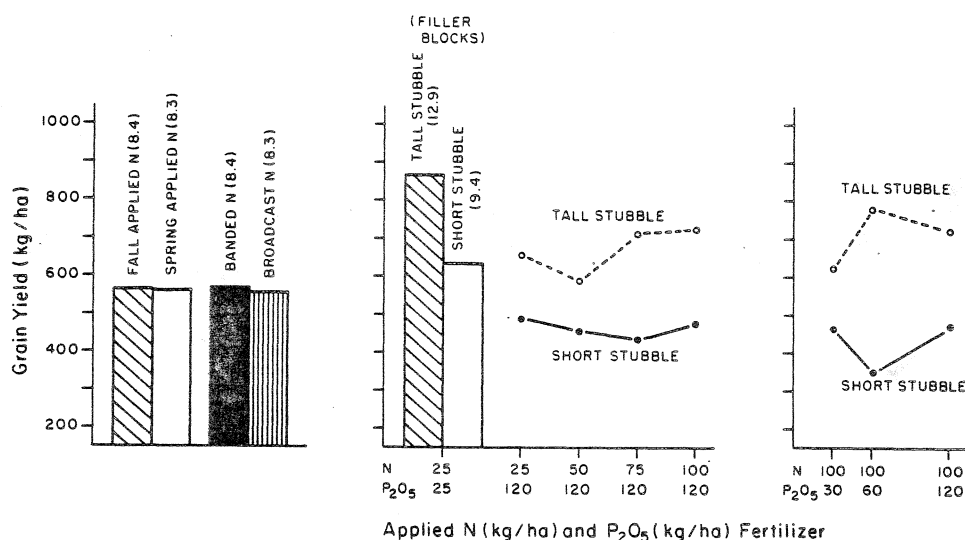 (FILLER
BLOCKS)
Grain Yield (kg/ha)
1000
800
600
400
200
FALL APPLIED N (8.4)
SPRING APPLIED N (8.3)
BANDED N (8.4)
BROADCAST N (8.3)
TALL STUBBLE
(12.9)
SHORT STUBBLE
(9.4)
TALL STUBBLE
SHORT STUBBLE
TALL STUBBLE
SHORT STUBBLE
N 25 25 50 75 100
P₂O₅ 25 120 120 120 120
N 100 100 100
P₂O₅ 30 60 120
Applied N (kg/ha) and P₂O₅ (kg/ha) Fertilizer